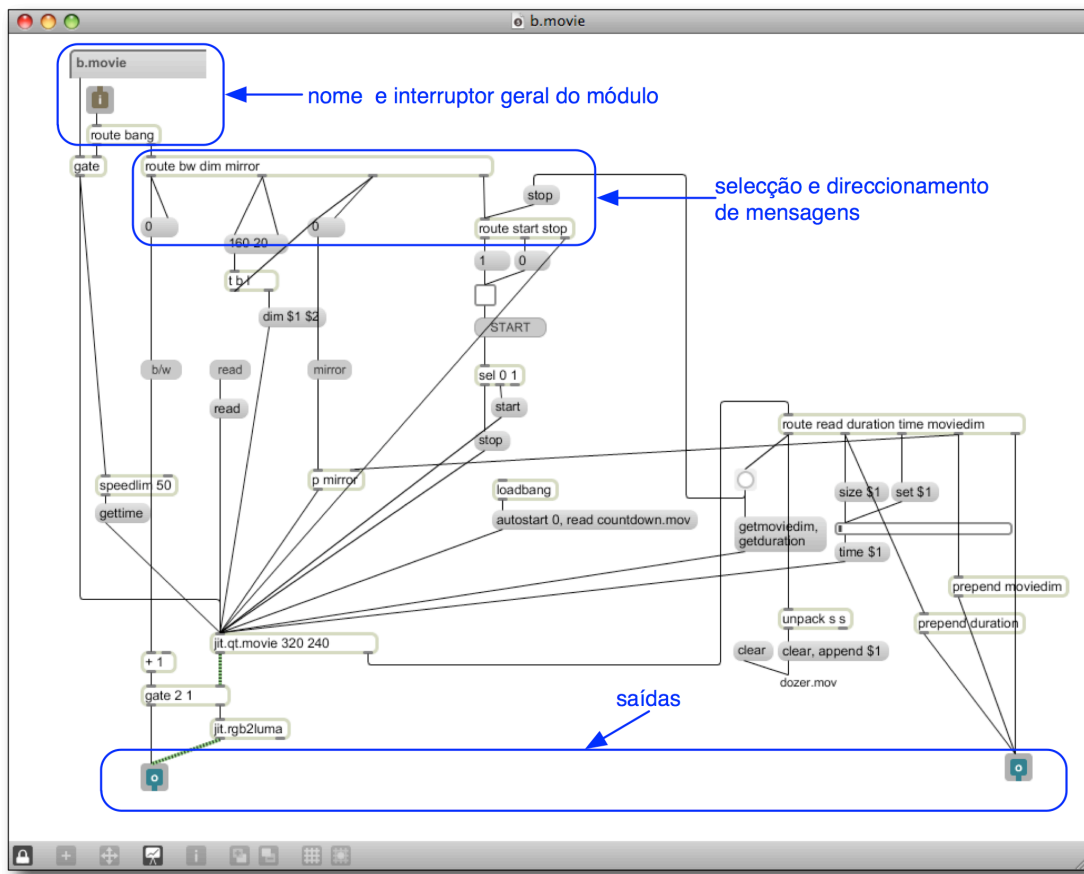 b.movie
b.movie
i
nome e interruptor geral do módulo
route bang
gate
route bw dim mirror
stop
selecção e direccionamento
de mensagens
0
0
route start stop
160 20
1
0
t b l
dim $1 $2
START
b/w
read
mirror
sel 0 1
read
start
route read duration time moviedim
stop
speedlim 50
p mirror
loadbang
size $1
set $1
gettime
autostart 0, read countdown.mov
getmoviedim,
getduration
time $1
prepend moviedim
unpack s s
prepend duration
jit.qt.movie 320 240
clear
clear, append $1
+ 1
dozer.mov
gate 2 1
saídas
jit.rgb2luma
o
o
i